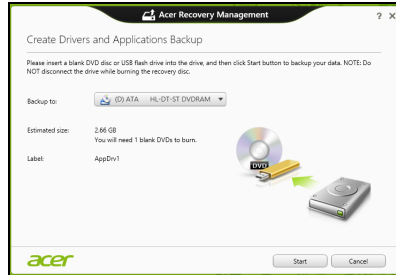 Acer Recovery Management
? X
Create Drivers and Applications Backup
Please insert a blank DVD disc or USB flash drive into the drive, and then click Start button to backup your data. NOTE: Do
NOT disconnect the drive while burning the recovery disc.
Backup to: (D) ATA HL-DT-ST DVDRAM
Estimated size: 2.66 GB
You will need 1 blank DVDs to burn.
Label: AppDrv1
DVD
acer Start Cancel